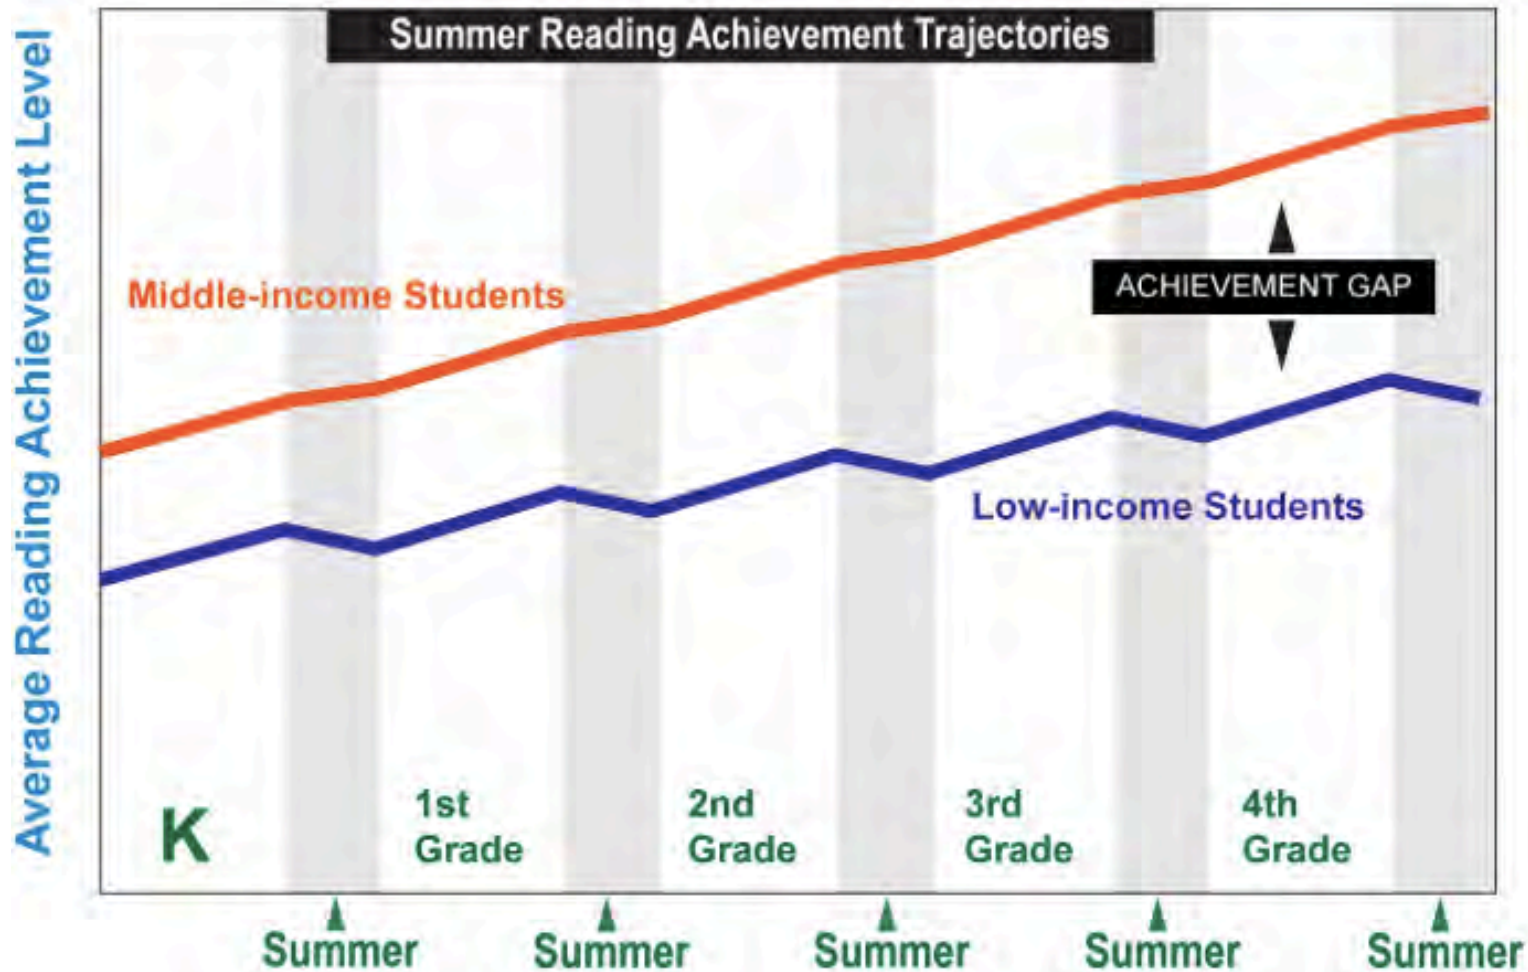 Summer Reading Achievement Trajectories
Average Reading Achievement Level
Middle-income Students
ACHIEVEMENT GAP
Low-income Students
K
1st
Grade
2nd
Grade
3rd
Grade
4th
Grade
Summer
Summer
Summer
Summer
Summer